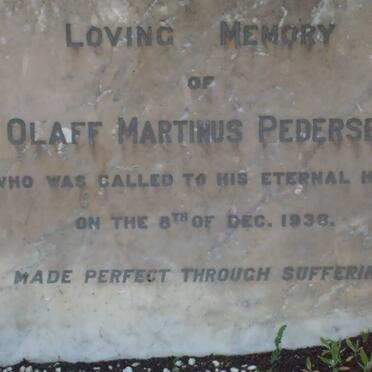 LOVING MEMORY
OF
OLAFF MARTINUS PEDERSE
WHO WAS CALLED TO HIS ETERNAL H
ON THE 8TH OF DEC. 1936.
MADE PERFECT THROUGH SUFFERIN